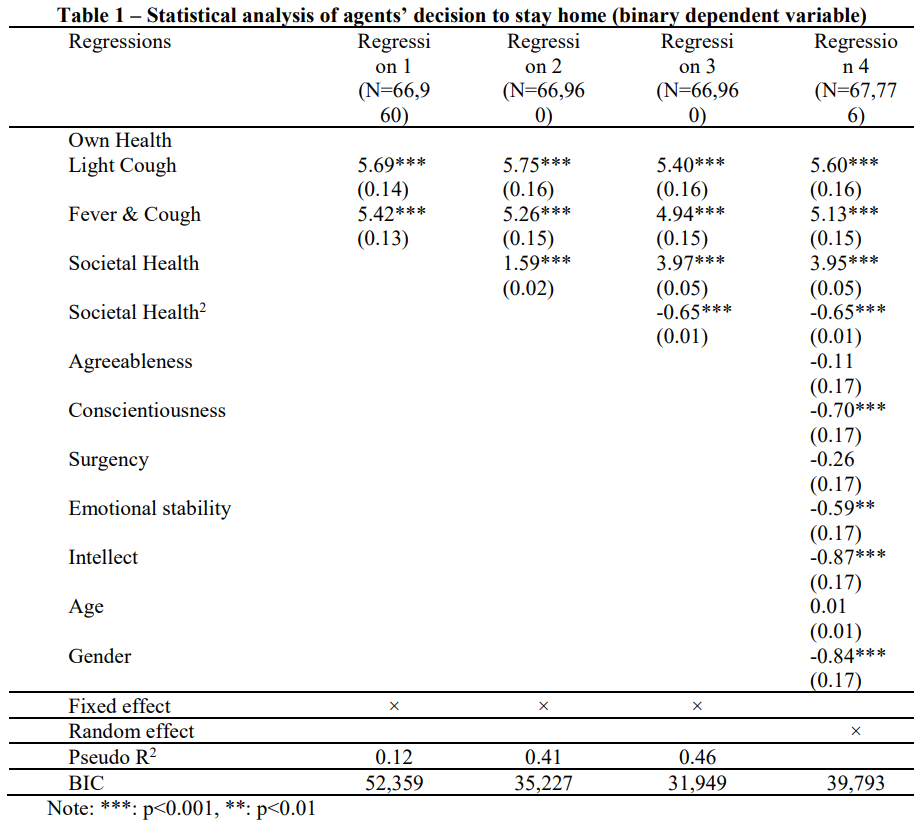 Table 1 – Statistical analysis of agents’ decision to stay home (binary dependent variable)
Regressions Regressi Regressi Regressi Regressio
on 1 on 2 on 3 n 4
(N=66,9 (N=66,96 (N=66,96 (N=67,77
60) 0) 0) 6)
Own Health
Light Cough 5.69*** 5.75*** 5.40*** 5.60***
(0.14) (0.16) (0.16) (0.16)
Fever & Cough 5.42*** 5.26*** 4.94*** 5.13***
(0.13) (0.15) (0.15) (0.15)
Societal Health 1.59*** 3.97*** 3.95***
(0.02) (0.05) (0.05)
Societal Health² -0.65*** -0.65***
(0.01) (0.01)
Agreeableness -0.11
(0.17)
Conscientiousness -0.70***
(0.17)
Surgency -0.26
(0.17)
Emotional stability -0.59**
(0.17)
Intellect -0.87***
(0.17)
Age 0.01
(0.01)
Gender -0.84***
(0.17)
Fixed effect × × ×
Random effect ×
Pseudo R² 0.12 0.41 0.46
BIC 52,359 35,227 31,949 39,793
Note: ***: p<0.001, **: p<0.01